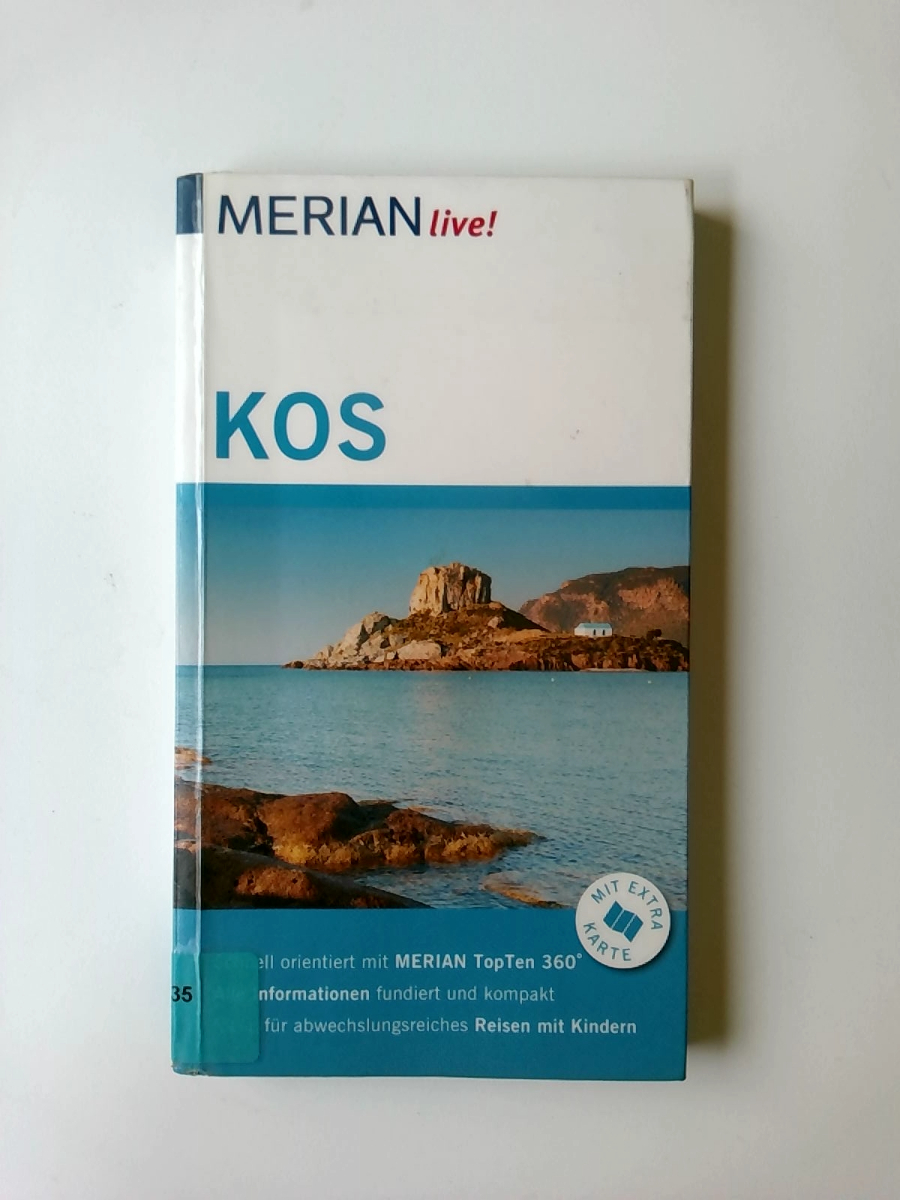 MERIAN live!
KOS
MIT EXTRA
KARTE
ell orientiert mit MERIAN TopTen 360°
nformationen fundiert und kompakt
für abwechslungsreiches Reisen mit Kindern
35